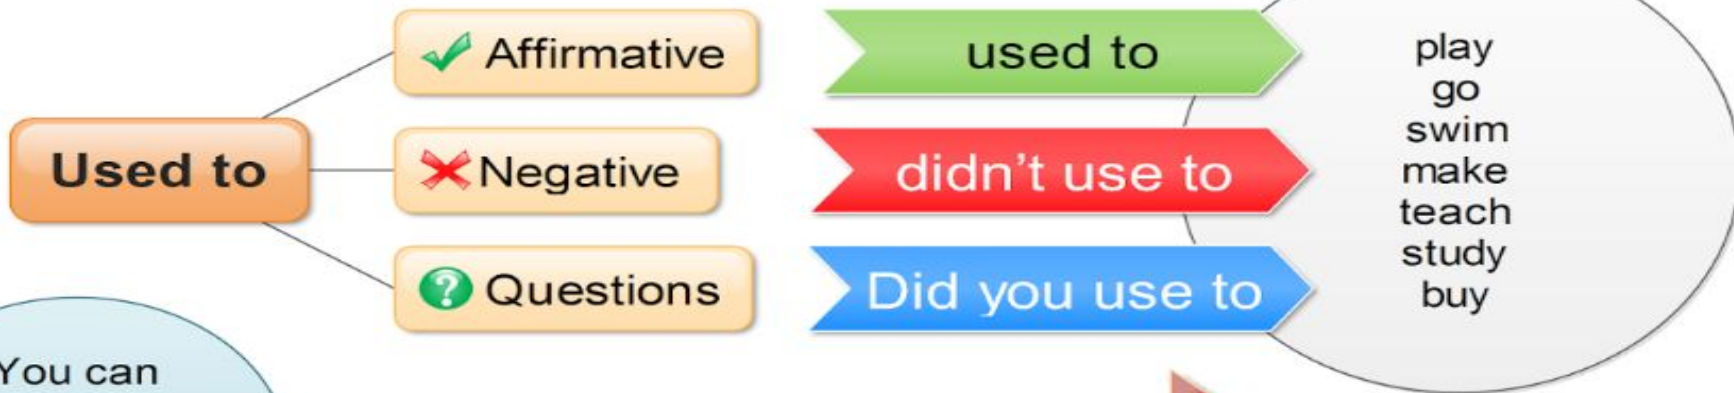 Used to
Affirmative
Negative
Questions
used to
didn't use to
Did you use to
play
go
swim
make
teach
study
buy
You can